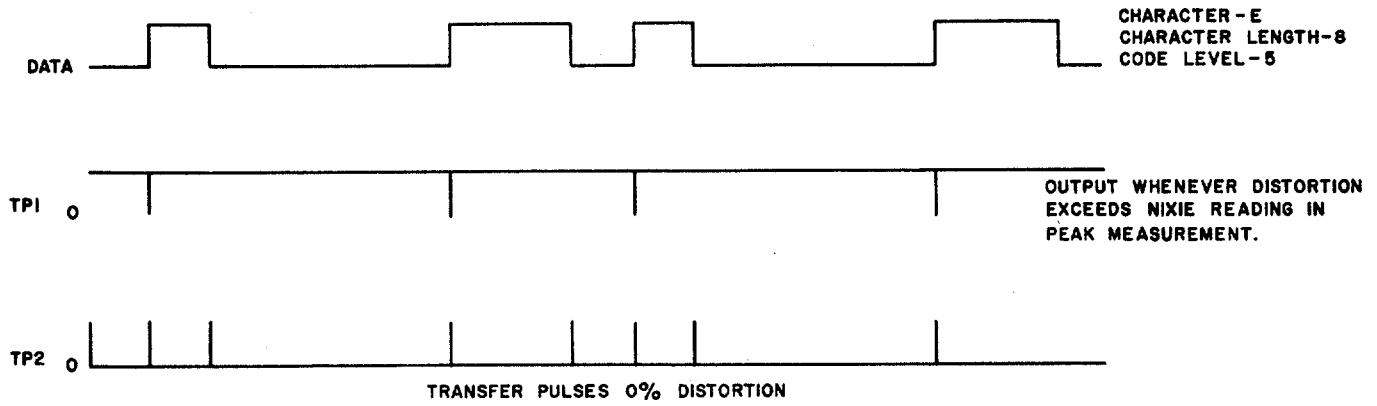 CHARACTER-E
CHARACTER LENGTH-8
CODE LEVEL-5
DATA
TP1 0
OUTPUT WHENEVER DISTORTION
EXCEEDS NIXIE READING IN
PEAK MEASUREMENT.
TP2 0
TRANSFER PULSES 0% DISTORTION